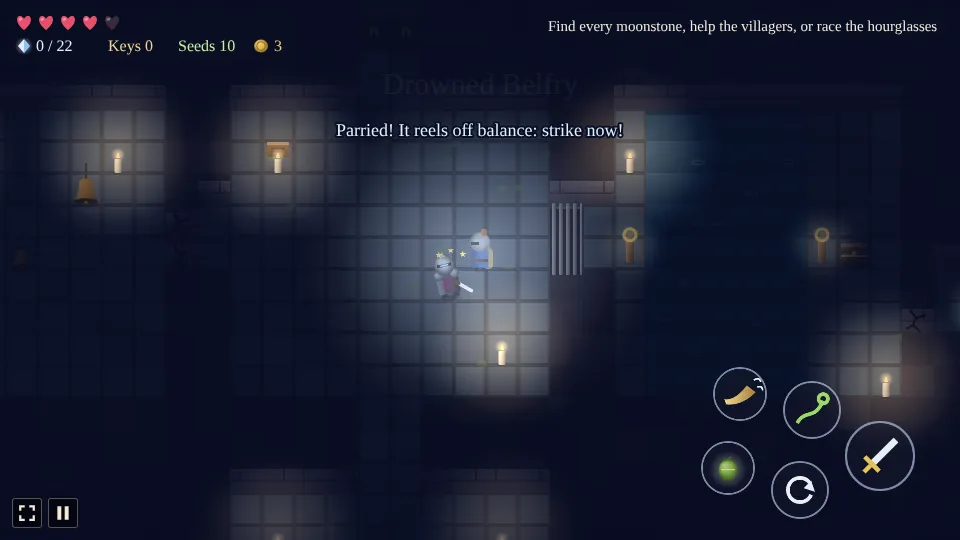 Find every moonstone, help the villagers, or race the hourglasses
0 / 22 Keys 0 Seeds 10 3
Drowned Belfry
Parried! It reels off balance: strike now!